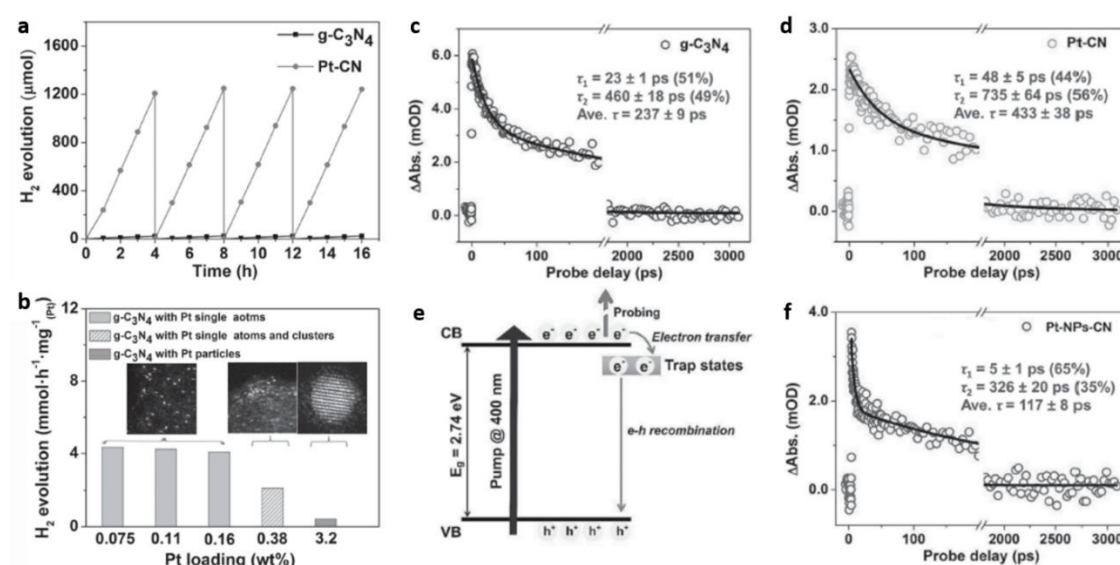 a
H2 evolution (μmol)
1600
1200
800
400
0
g-C3N4
Pt-CN
0 2 4 6 8 10 12 14 16
Time (h)
b
H2 evolution (mmol·h-1·mg-1(Pt))
12
8
4
0
g-C3N4 with Pt single aotms
g-C3N4 with Pt single atoms and clusters
g-C3N4 with Pt particles
0.075 0.11 0.16 0.38 3.2
Pt loading (wt%)
c
ΔAbs. (mOD)
6.0
4.0
2.0
0.0
g-C3N4
τ1 = 23 ± 1 ps (51%)
τ2 = 460 ± 18 ps (49%)
Ave. τ = 237 ± 9 ps
0 50 100 2000 2500 3000
Probe delay (ps)
d
ΔAbs. (mOD)
3.0
2.0
1.0
0.0
Pt-CN
τ1 = 48 ± 5 ps (44%)
τ2 = 735 ± 64 ps (56%)
Ave. τ = 433 ± 38 ps
0 50 100 2000 2500 3000
Probe delay (ps)
e
Probing
CB
e- e- e- e-
Electron transfer
e- e-
Trap states
Eg = 2.74 eV
Pump @ 400 nm
e-h recombination
VB
h+ h+ h+ h+
f
ΔAbs. (mOD)
4.0
2.0
0.0
Pt-NPs-CN
τ1 = 5 ± 1 ps (65%)
τ2 = 326 ± 20 ps (35%)
Ave. τ = 117 ± 8 ps
0 50 100 2000 2500 3000
Probe delay (ps)